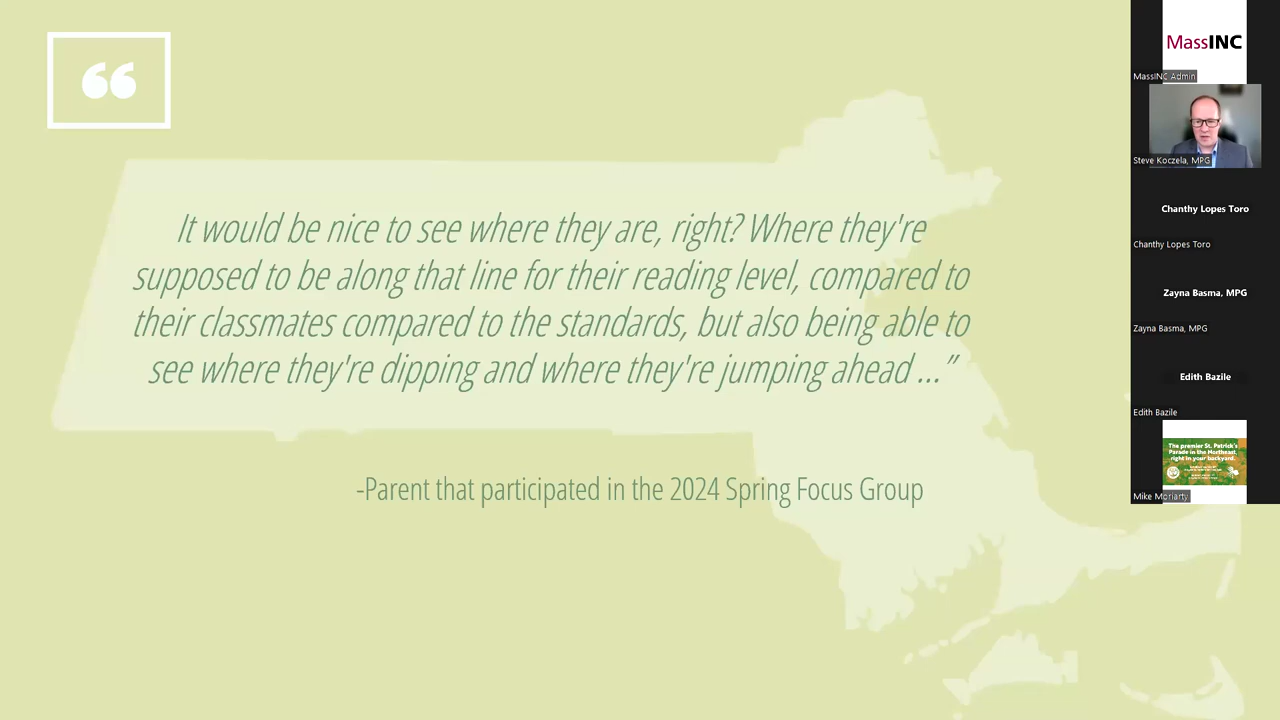 “
It would be nice to see where they are, right? Where they're
supposed to be along that line for their reading level, compared to
their classmates compared to the standards, but also being able to
see where they're dipping and where they're jumping ahead ...”
-Parent that participated in the 2024 Spring Focus Group
MassINC
MassINC Admin
Steve Koczela, MPG
Chanthy Lopes Toro
Chanthy Lopes Toro
Zayna Basma, MPG
Zayna Basma, MPG
Edith Bazile
Edith Bazile
The premier St. Patrick's
Parade in the Northeast,
right in your backyard.
Mike Moriarty